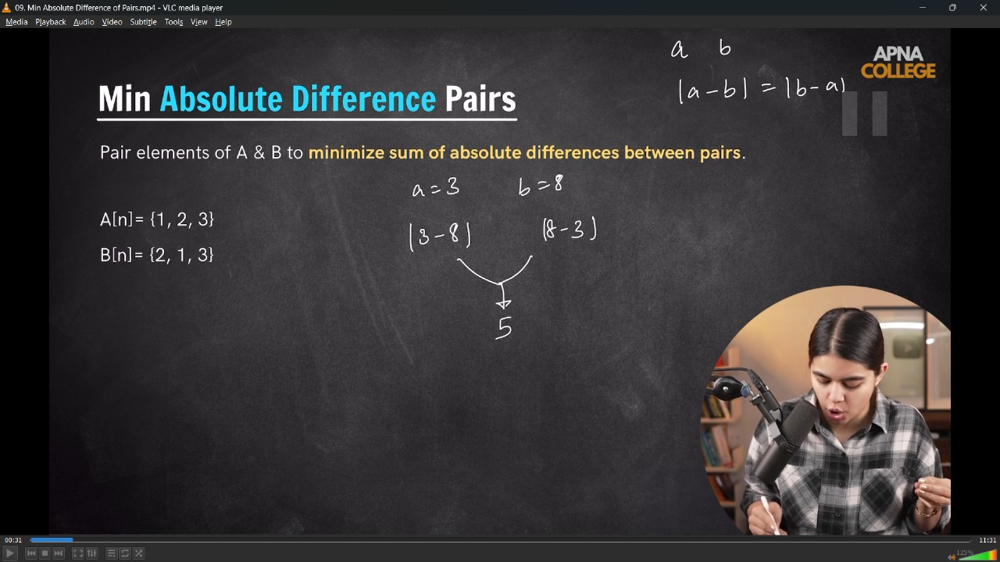 09. Min Absolute Difference of Pairs.mp4 - VLC media player
Media Playback Audio Video Subtitle Tools View Help
a b
|a-b| = |b-a|
APNA
COLLEGE
Min Absolute Difference Pairs
Pair elements of A & B to minimize sum of absolute differences between pairs.
a=3 b=8
A[n]= {1, 2, 3}
|3-8| |8-3|
B[n]= {2, 1, 3}
5
00:31 11:31
125%